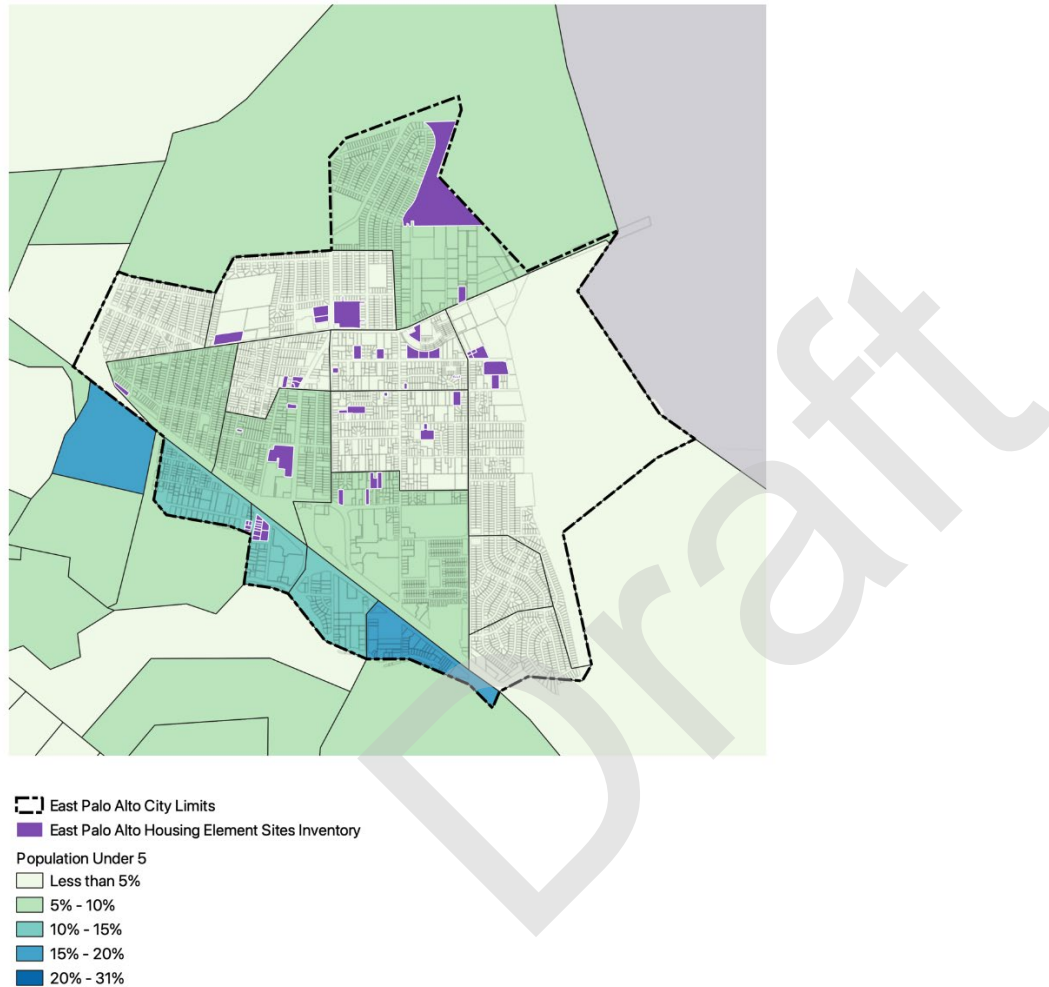 Draft
East Palo Alto City Limits
East Palo Alto Housing Element Sites Inventory
Population Under 5
Less than 5%
5% - 10%
10% - 15%
15% - 20%
20% - 31%